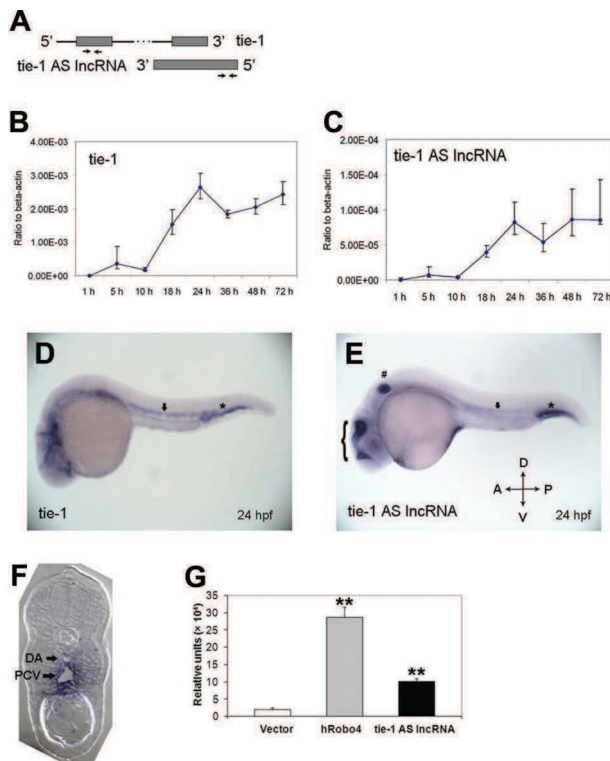 A
5' 3' tie-1
tie-1 AS lncRNA 3' 5'
B
tie-1
Ratio to beta-actin
4.00E-03
3.00E-03
2.00E-03
1.00E-03
0.00E+00
1 h 5 h 10 h 18 h 24 h 36 h 48 h 72 h
C
tie-1 AS lncRNA
Ratio to beta-actin
2.00E-04
1.50E-04
1.00E-04
5.00E-05
0.00E+00
1 h 5 h 10 h 18 h 24 h 36 h 48 h 72 h
D
*
tie-1
24 hpf
E
#
*
{
D
A P
V
tie-1 AS lncRNA
24 hpf
F
DA
PCV
G
Relative units (× 10⁴)
35
30
25
20
15
10
5
0
**
**
Vector hRobo4 tie-1 AS lncRNA